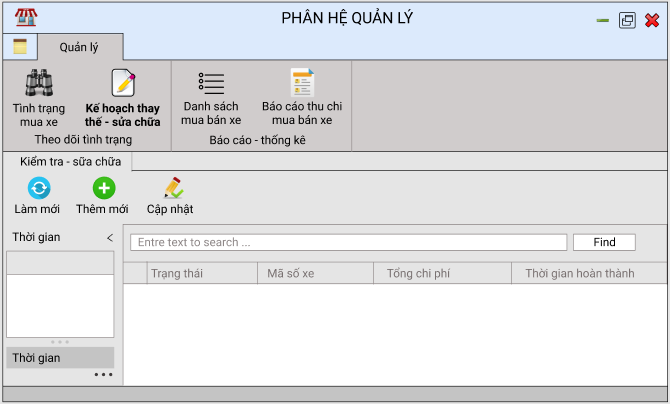 PHÂN HỆ QUẢN LÝ
Quản lý
Tình trạng
mua xe
Kế hoạch thay
thế - sửa chữa
Danh sách
mua bán xe
Báo cáo thu chi
mua bán xe
Theo dõi tình trạng
Báo cáo - thống kê
Kiểm tra - sữa chữa
Làm mới
Thêm mới
Cập nhật
Thời gian
Entre text to search ...
Find
Trạng thái
Mã số xe
Tổng chi phí
Thời gian hoàn thành
Thời gian